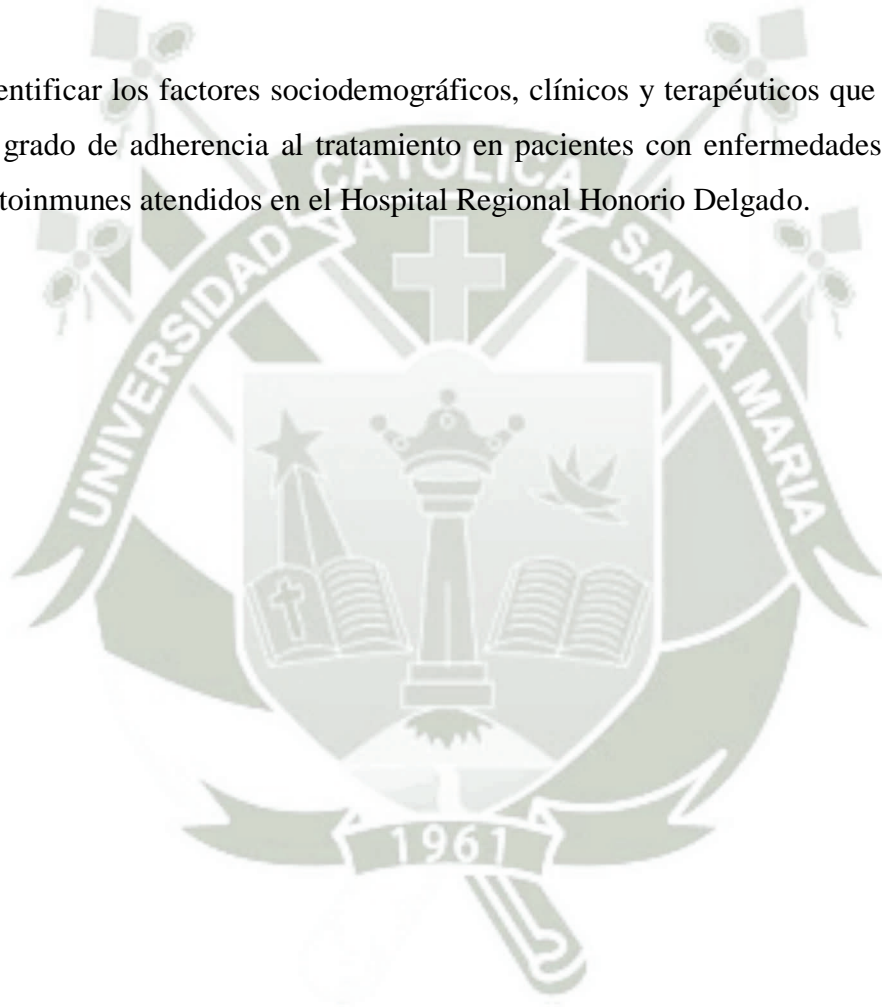 entificar los factores sociodemográficos, clínicos y terapéuticos que
grado de adherencia al tratamiento en pacientes con enfermedades
toinmunes atendidos en el Hospital Regional Honorio Delgado.
UNIVERSIDAD CATOLICA SANTA MARIA
1961